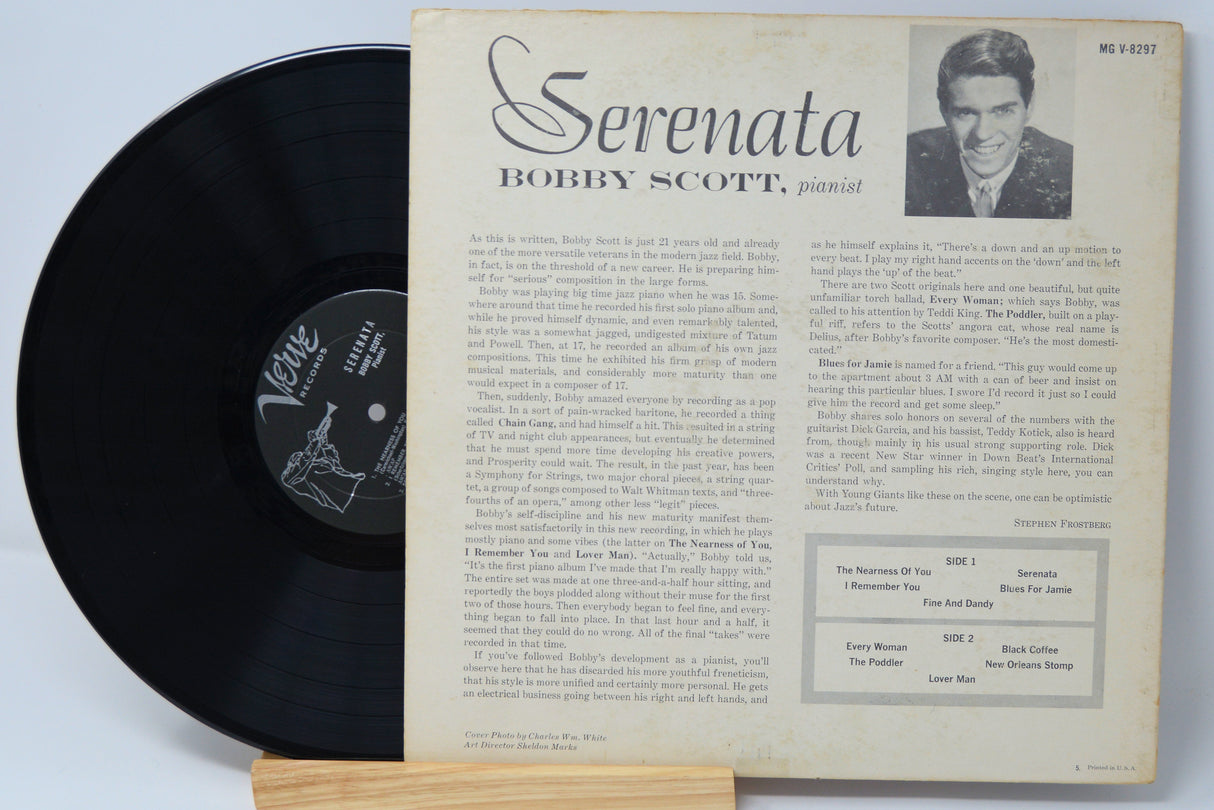 Serenata
BOBBY SCOTT, pianist
MG V-8297
As this is written, Bobby Scott is just 21 years old and already
one of the more versatile veterans in the modern jazz field. Bobby,
in fact, is on the threshold of a new career. He is preparing him-
self for “serious” composition in the large forms.
Bobby was playing big time jazz piano when he was 15. Some-
where around that time he recorded his first solo piano album and,
while he proved himself dynamic, and even remarkably talented,
his style was a somewhat jagged, undigested mixture of Tatum
and Powell. Then, at 17, he recorded an album of his own jazz
compositions. This time he exhibited his firm grasp of modern
musical materials, and considerably more maturity than one
would expect in a composer of 17.
Then, suddenly, Bobby amazed everyone by recording as a pop
vocalist. In a sort of pain-wracked baritone, he recorded a thing
called Chain Gang, and had himself a hit. This resulted in a string
of TV and night club appearances, but eventually he determined
that he must spend more time developing his creative powers,
and Prosperity could wait. The result, in the past year, has been
a Symphony for Strings, two major choral pieces, a string quar-
tet, a group of songs composed to Walt Whitman texts, and “three-
fourths of an opera,” among other less “legit” pieces.
Bobby’s self-discipline and his new maturity manifest them-
selves most satisfactorily in this new recording, in which he plays
mostly piano and some vibes (the latter on The Nearness of You,
I Remember You and Lover Man). “Actually,” Bobby told us,
“It’s the first piano album I’ve made that I’m really happy with.”
The entire set was made at one three-and-a-half hour sitting, and
reportedly the boys plodded along without their muse for the first
two of those hours. Then everybody began to feel fine, and every-
thing began to fall into place. In that last hour and a half, it
seemed that they could do no wrong. All of the final “takes” were
recorded in that time.
If you’ve followed Bobby’s development as a pianist, you’ll
observe here that he has discarded his more youthful freneticism,
that his style is more unified and certainly more personal. He gets
an electrical business going between his right and left hands, and
as he himself explains it, “There’s a down and an up motion to
every beat. I play my right hand accents on the ‘down’ and the left
hand plays the ‘up’ of the beat.”
There are two Scott originals here and one beautiful, but quite
unfamiliar torch ballad, Every Woman; which says Bobby, was
called to his attention by Teddi King. The Poddler, built on a play-
ful riff, refers to the Scotts’ angora cat, whose real name is
Delius, after Bobby’s favorite composer. “He’s the most domesti-
cated.”
Blues for Jamie is named for a friend. “This guy would come up
to the apartment about 3 AM with a can of beer and insist on
hearing this particular blues. I swore I’d record it just so I could
give him the record and get some sleep.”
Bobby shares solo honors on several of the numbers with the
guitarist Dick Garcia, and his bassist, Teddy Kotick, also is heard
from, though mainly in his usual strong supporting role. Dick
was a recent New Star winner in Down Beat’s International
Critics’ Poll, and sampling his rich, singing style here, you can
understand why.
With Young Giants like these on the scene, one can be optimistic
about Jazz’s future.
STEPHEN FROSTBERG
SIDE 1
The Nearness Of You
Serenata
I Remember You
Blues For Jamie
Fine And Dandy
SIDE 2
Every Woman
Black Coffee
The Poddler
New Orleans Stomp
Lover Man
Cover Photo by Charles Wm. White
Art Director Sheldon Marks
5. Printed in U.S.A.
Verve
RECORDS
SERENATA
BOBBY SCOTT,
Pianist
1. THE NEARNESS OF YOU